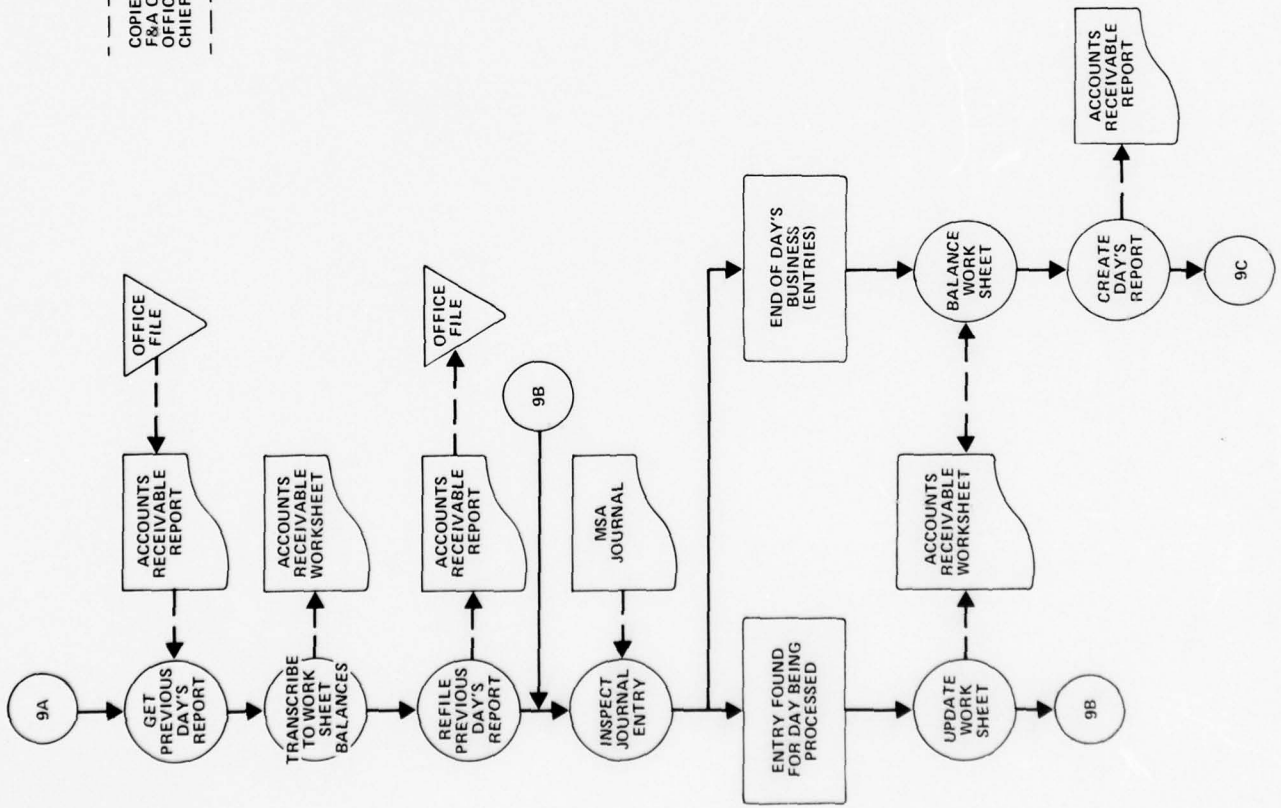 COPIE
F&A C
OFFIC
CHIEF
9A
GET
PREVIOUS
DAY'S
REPORT
ACCOUNTS
RECEIVABLE
REPORT
OFFICE
FILE
TRANSCRIBE
TO WORK
SHEET
BALANCES
ACCOUNTS
RECEIVABLE
WORKSHEET
REFILE
PREVIOUS
DAY'S
REPORT
ACCOUNTS
RECEIVABLE
REPORT
OFFICE
FILE
9B
INSPECT
JOURNAL
ENTRY
MSA
JOURNAL
ENTRY FOUND
FOR DAY BEING
PROCESSED
END OF DAY'S
BUSINESS
(ENTRIES)
UPDATE
WORK
SHEET
ACCOUNTS
RECEIVABLE
WORKSHEET
BALANCE
WORK
SHEET
9B
CREATE
DAY'S
REPORT
ACCOUNTS
RECEIVABLE
REPORT
9C